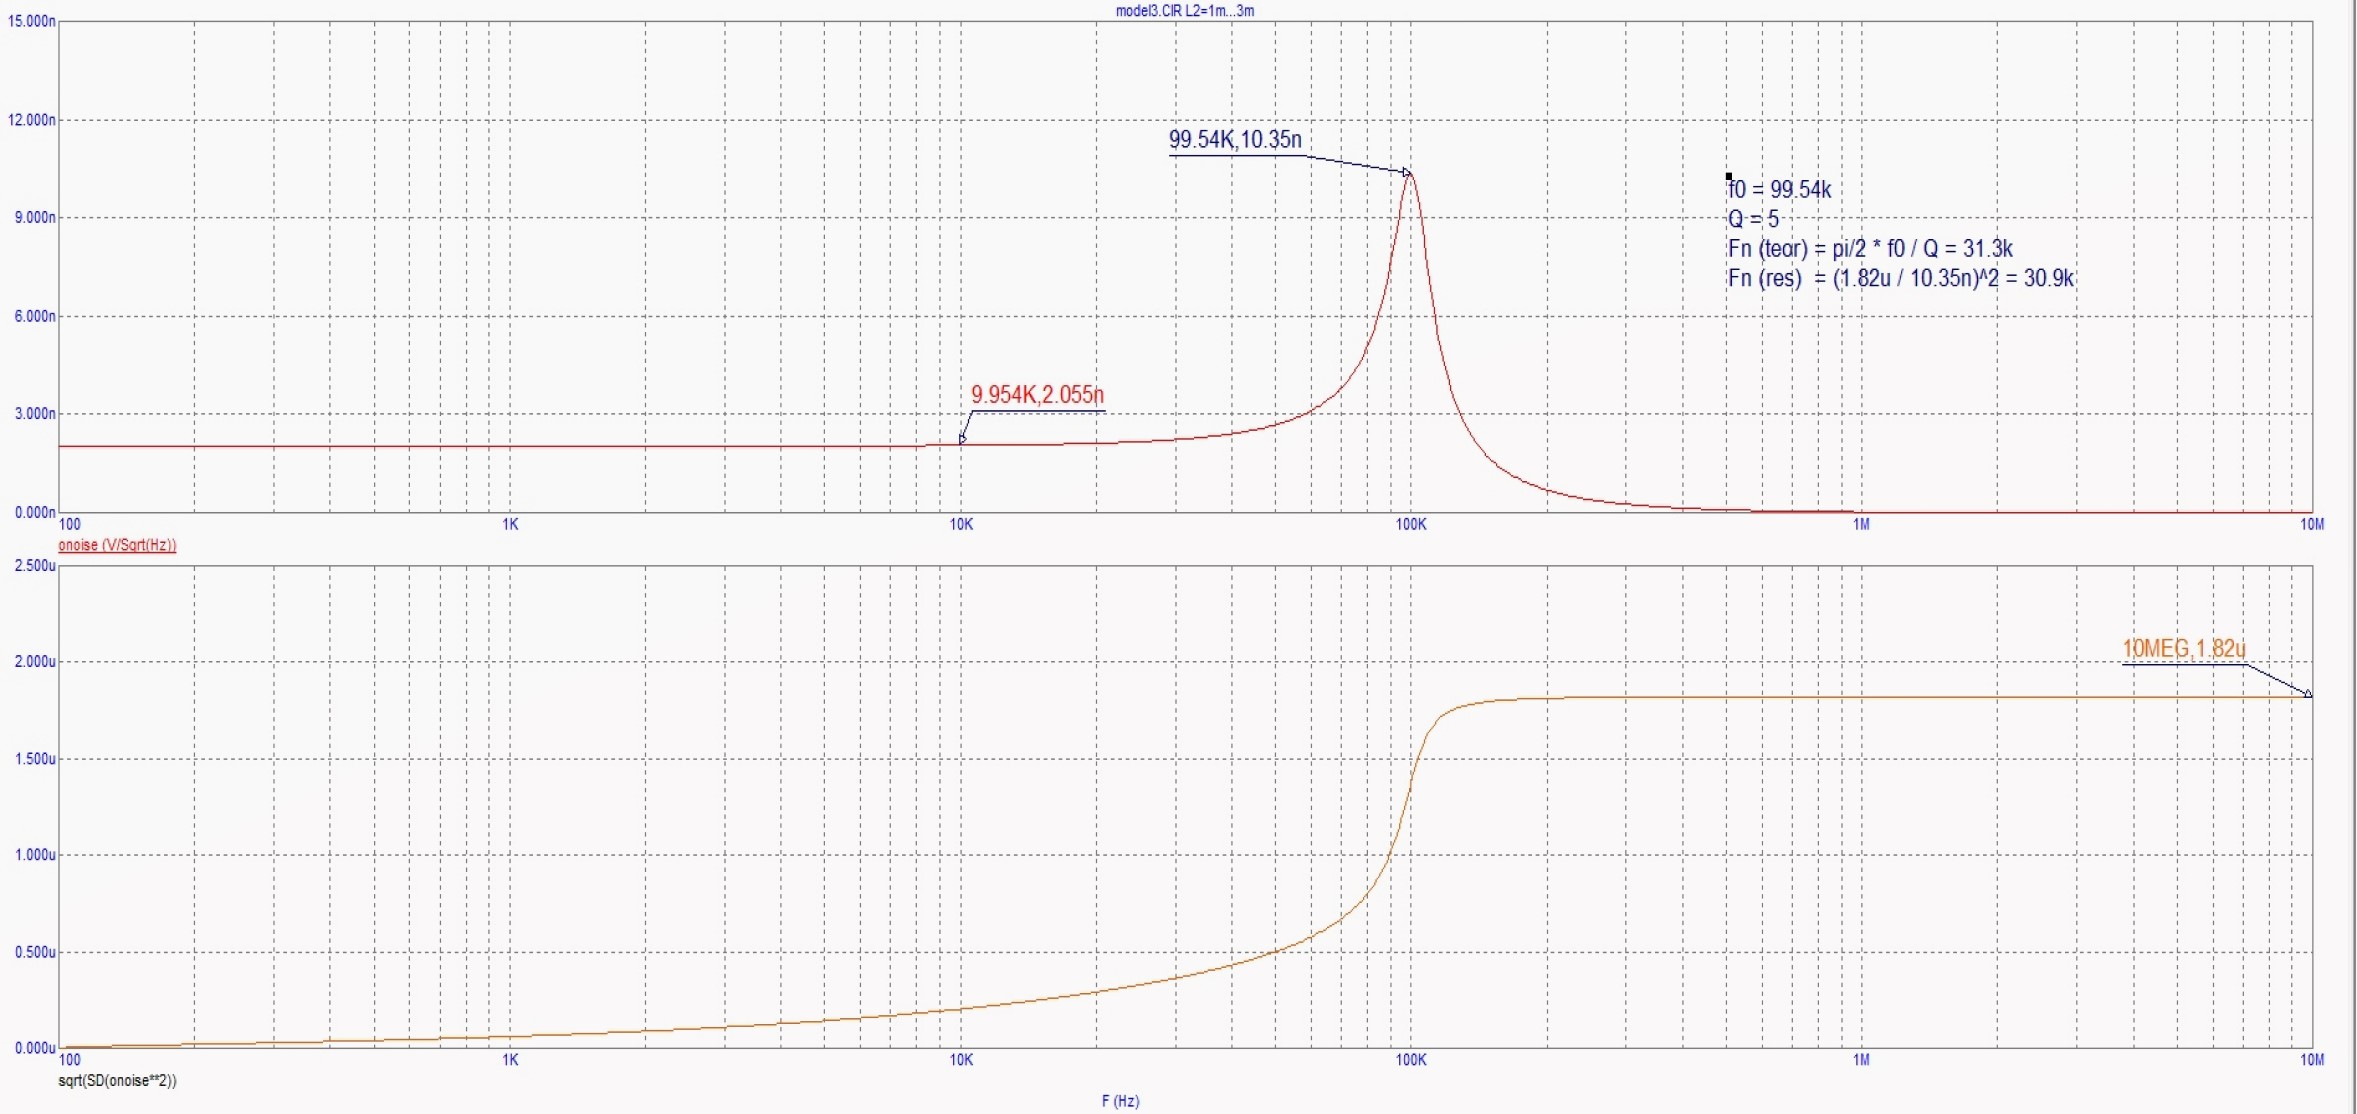 model3.CIR L2=1m...3m
15.000n
12.000n
9.000n
6.000n
3.000n
0.000n
99.54K,10.35n
9.954K,2.055n
f0 = 99.54k
Q = 5
Fn (teor) = pi/2 * f0 / Q = 31.3k
Fn (res) = (1.82u / 10.35n)^2 = 30.9k
100 1K 10K 100K 1M 10M
onoise (V/Sqrt(Hz))
2.500u
2.000u
1.500u
1.000u
0.500u
0.000u
10MEG,1.82u
100 1K 10K 100K 1M 10M
sqrt(SD(onoise**2))
F (Hz)